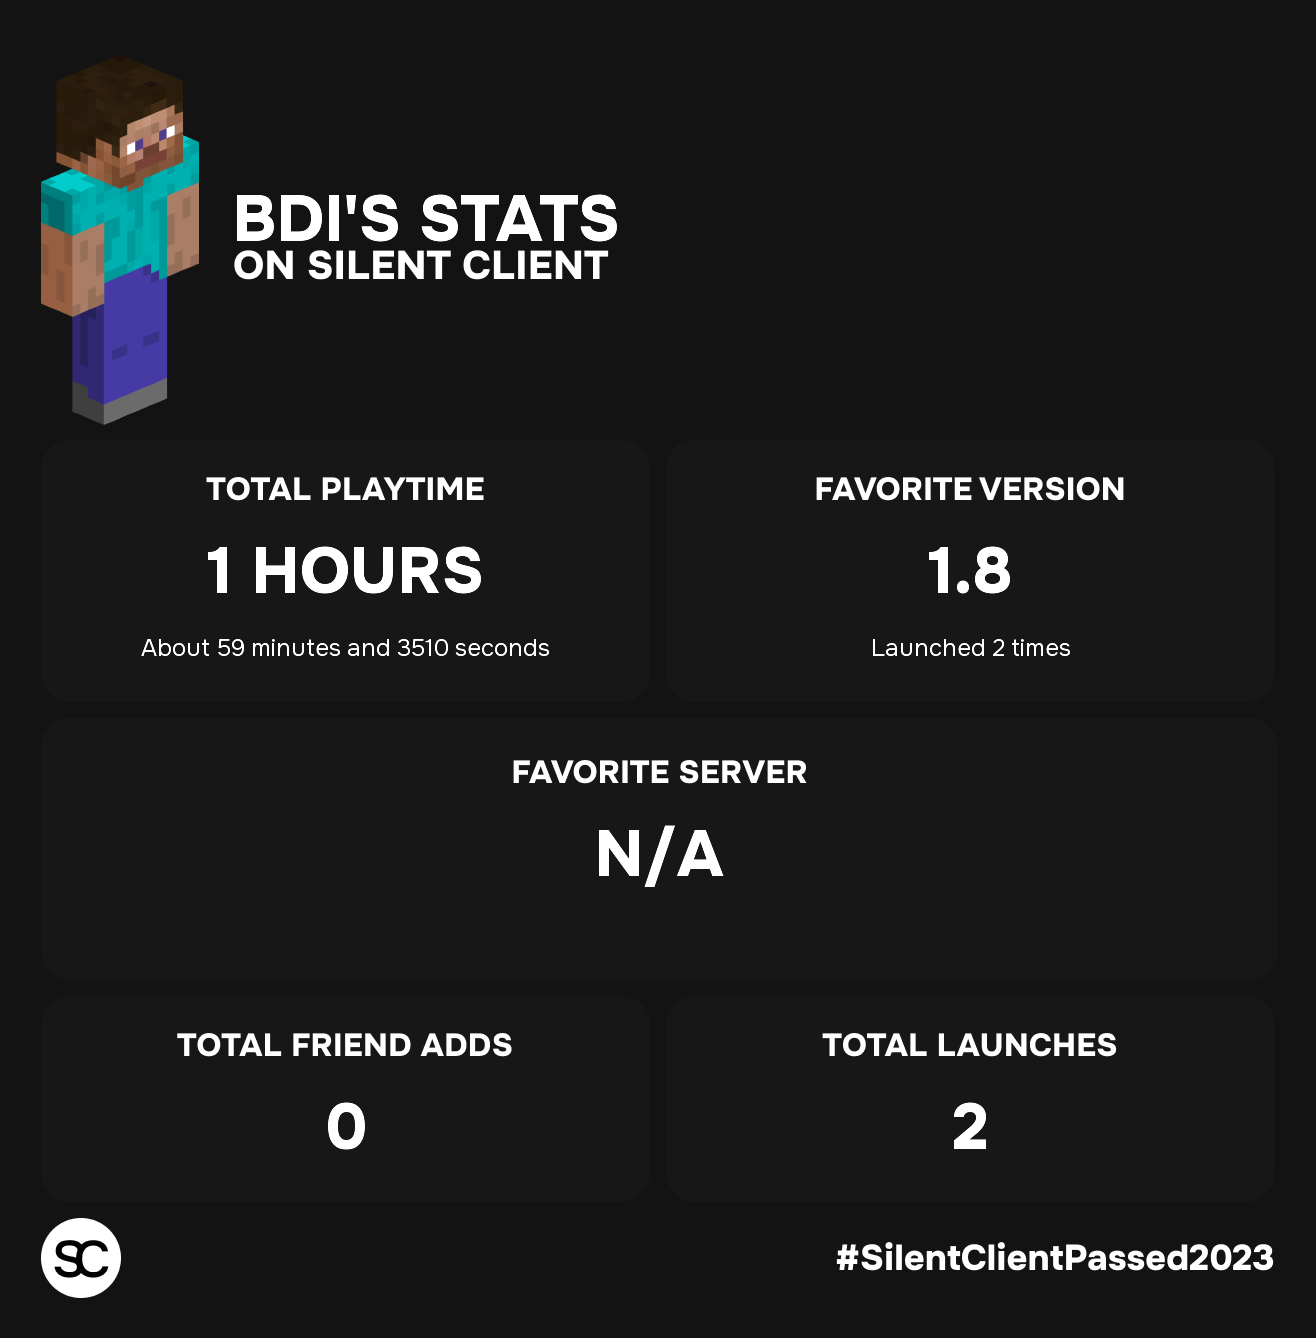 BDI'S STATS
ON SILENT CLIENT
TOTAL PLAYTIME
1 HOURS
About 59 minutes and 3510 seconds
FAVORITE VERSION
1.8
Launched 2 times
FAVORITE SERVER
N/A
TOTAL FRIEND ADDS
0
TOTAL LAUNCHES
2
SC
#SilentClientPassed2023